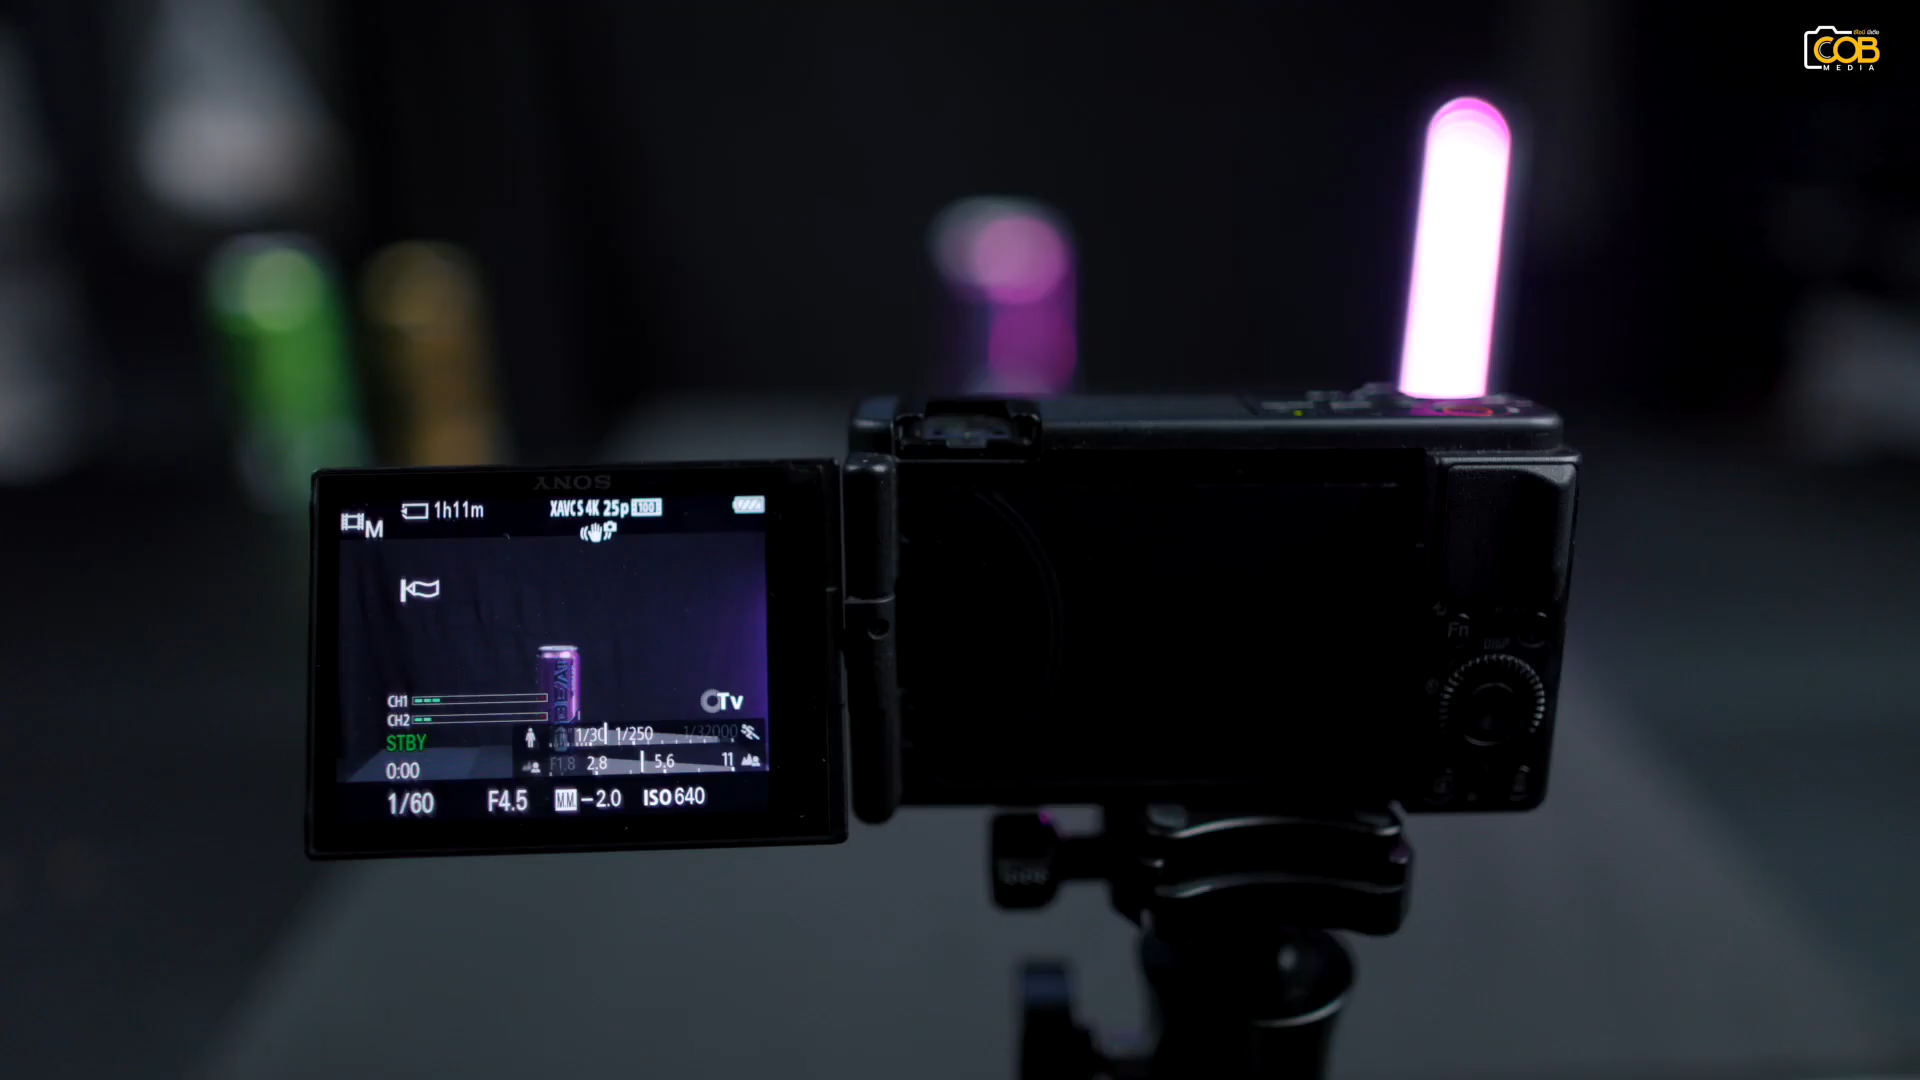 COB
MEDIA
SONY
M
1h11m
XAVC S 4K 25p 100
CH1
CH2
STBY
0:00
Tv
1/30 1/250 1/32000
F1.8 2.8 5.6 11
1/60 F4.5 M.M. -2.0 ISO 640
Fn
DISP